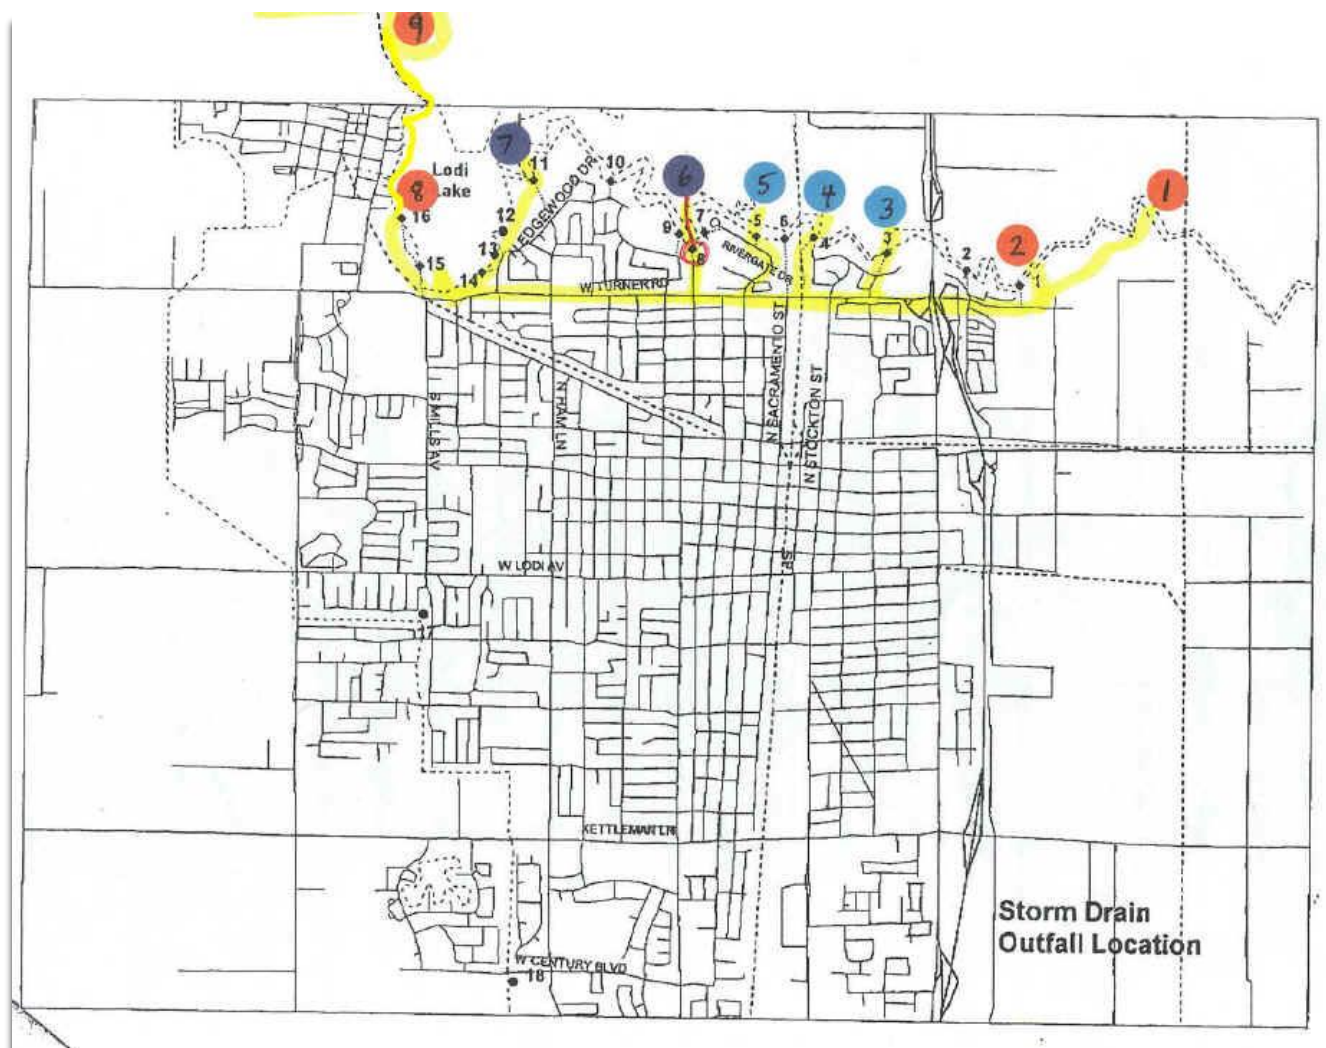 9
7
11
10
Lodi
Lake
8
16
12
13
14
15
N EDGEWOOD DR
6
9
7
8
5
5
6
4
4
3
3
2
2
1
RIVERGATE DR
W TURNER RD
N SACRAMENTO ST
N STOCKTON ST
S MILLS AV
N HAM LN
W LODI AV
SP
17
KETTLEMAN LN
Storm Drain
Outfall Location
W CENTURY BLVD
18